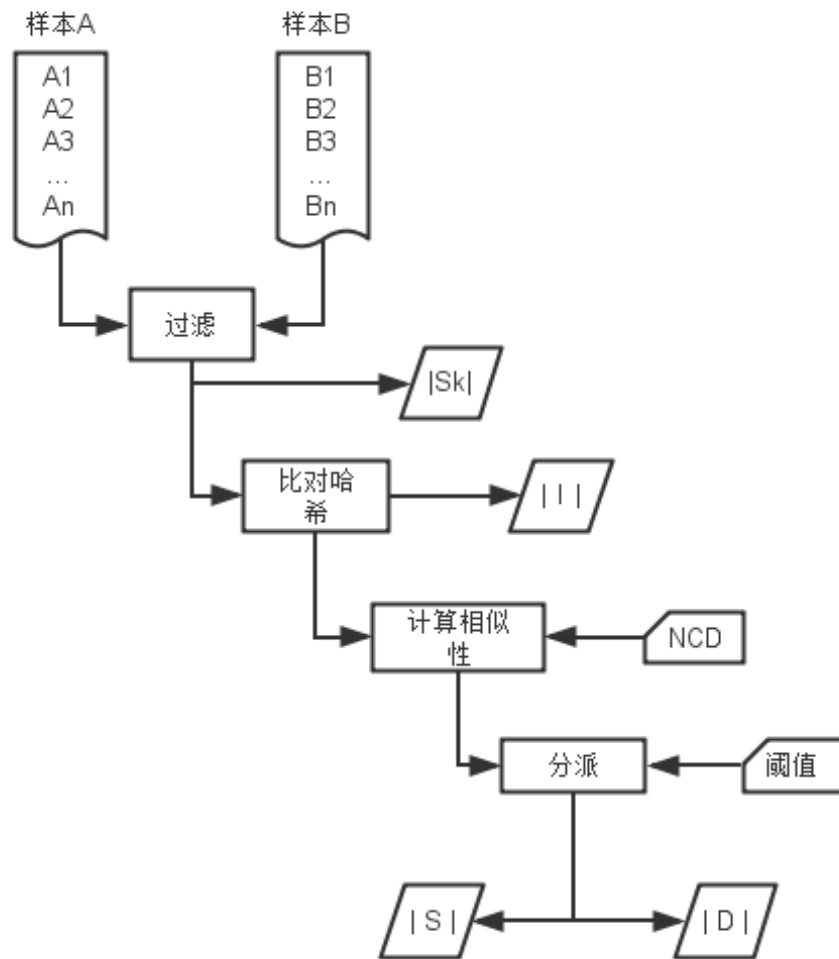 样本A
样本B
A1
A2
A3
...
An
B1
B2
B3
...
Bn
过滤
|Sk|
比对哈
希
| I |
计算相似
性
NCD
分派
阈值
| S |
| D |